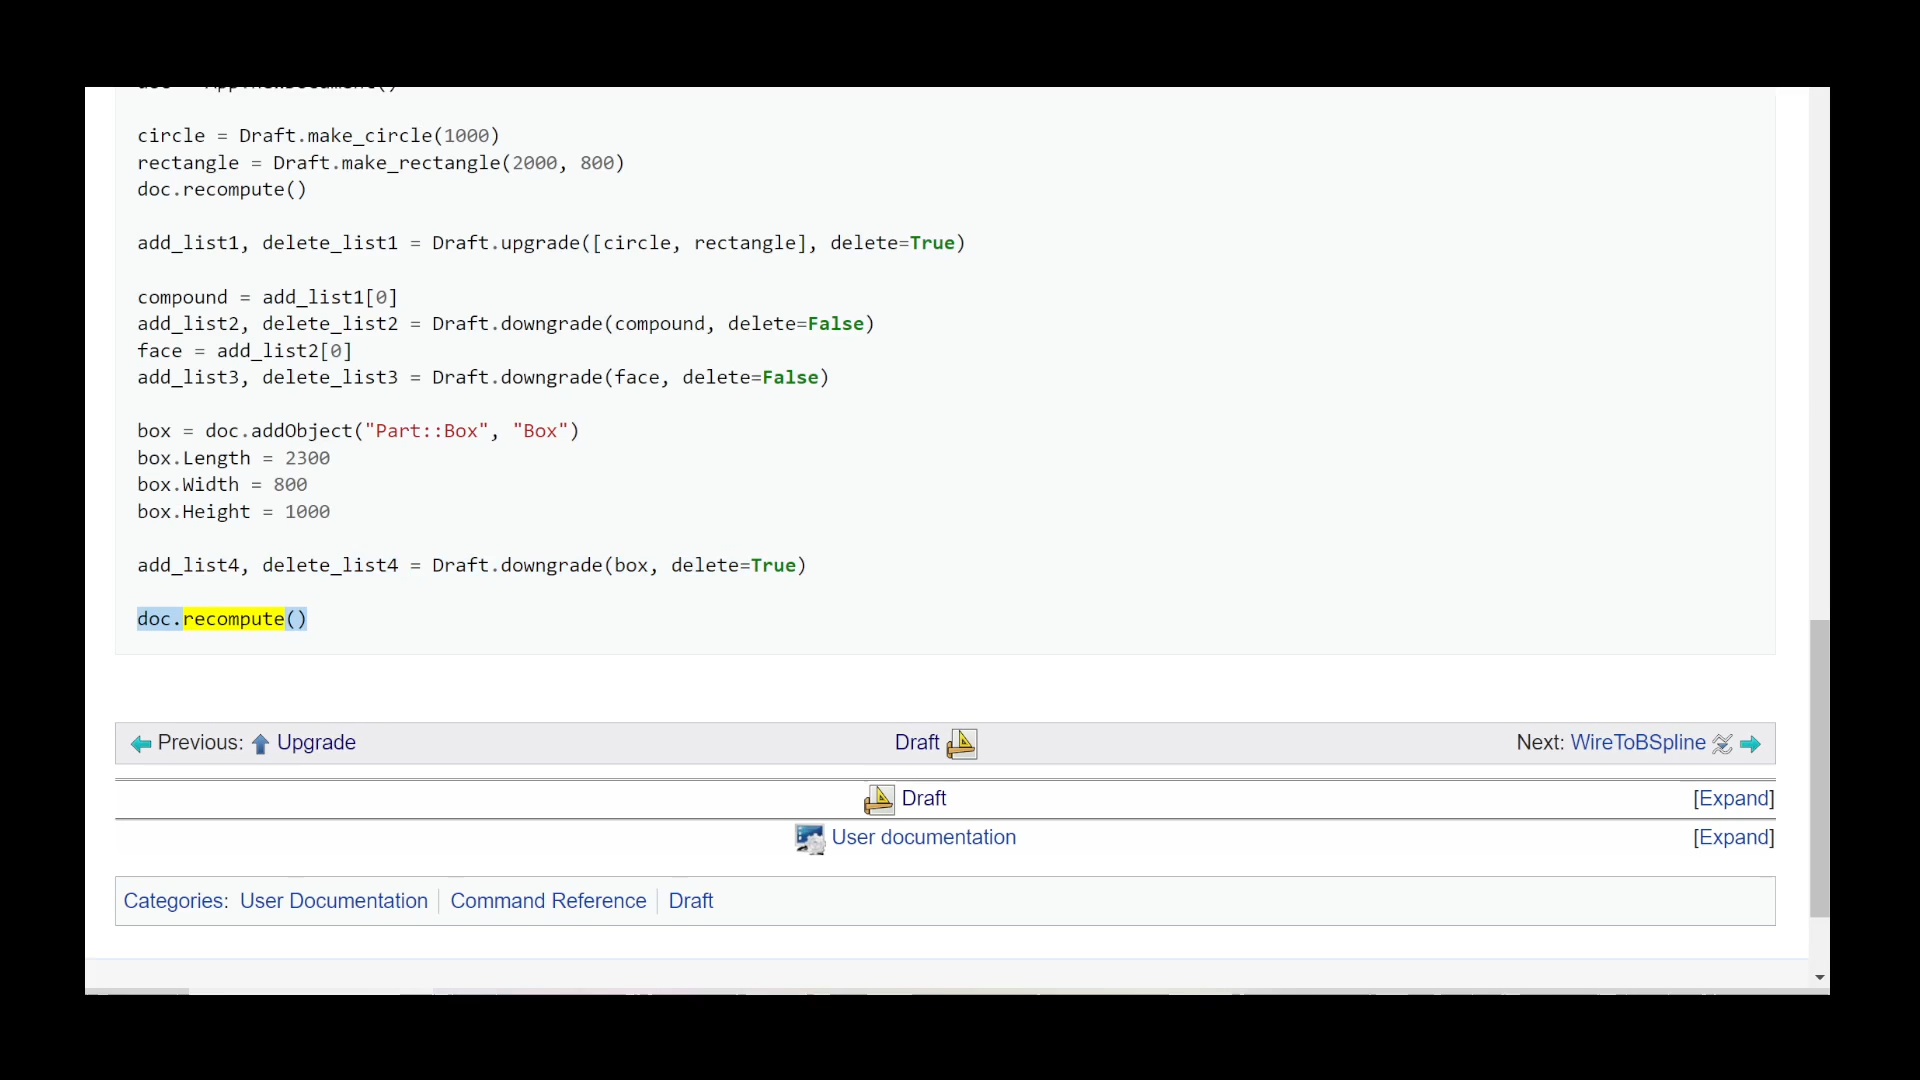 circle = Draft.make_circle(1000)
rectangle = Draft.make_rectangle(2000, 800)
doc.recompute()
add_list1, delete_list1 = Draft.upgrade([circle, rectangle], delete=True)
compound = add_list1[0]
add_list2, delete_list2 = Draft.downgrade(compound, delete=False)
face = add_list2[0]
add_list3, delete_list3 = Draft.downgrade(face, delete=False)
box = doc.addObject("Part::Box", "Box")
box.Length = 2300
box.Width = 800
box.Height = 1000
add_list4, delete_list4 = Draft.downgrade(box, delete=True)
doc.recompute()
Previous: Upgrade Draft Next: WireToBSpline
Draft [Expand]
User documentation [Expand]
Categories: User Documentation Command Reference Draft